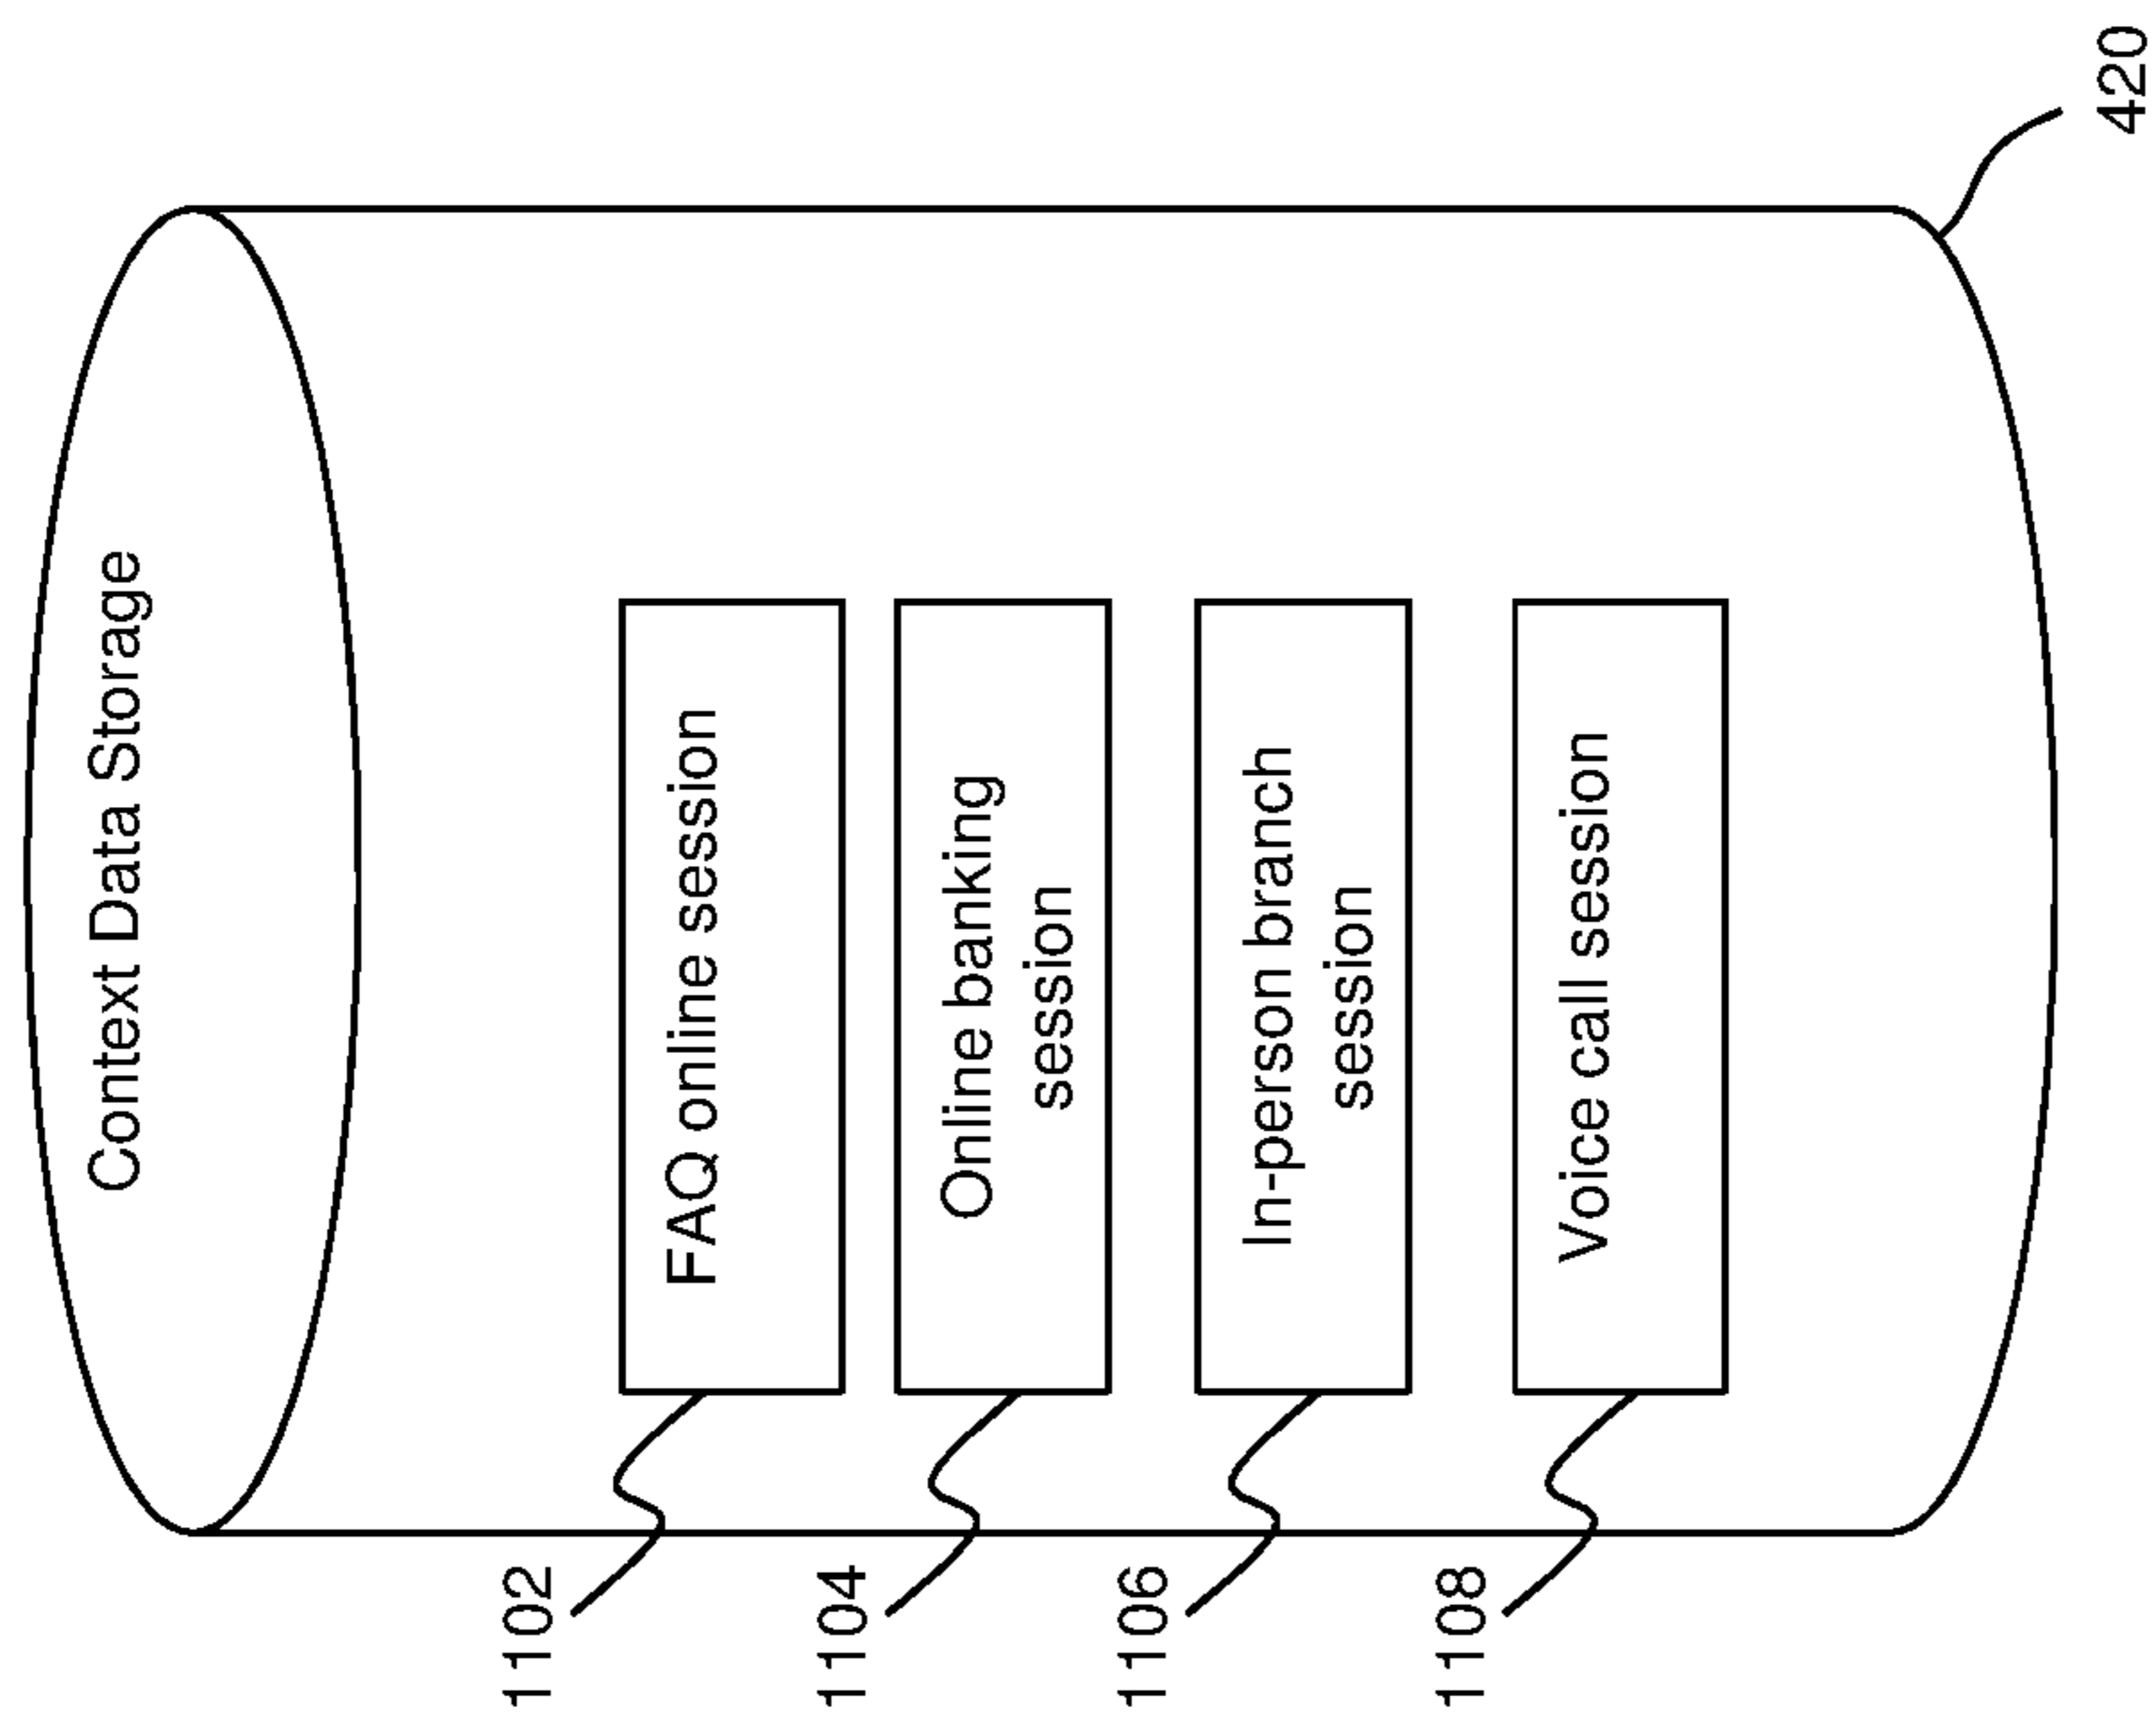 Context Data Storage
1102
FAQ online session
1104
Online banking
session
1106
In-person branch
session
1108
Voice call session
420